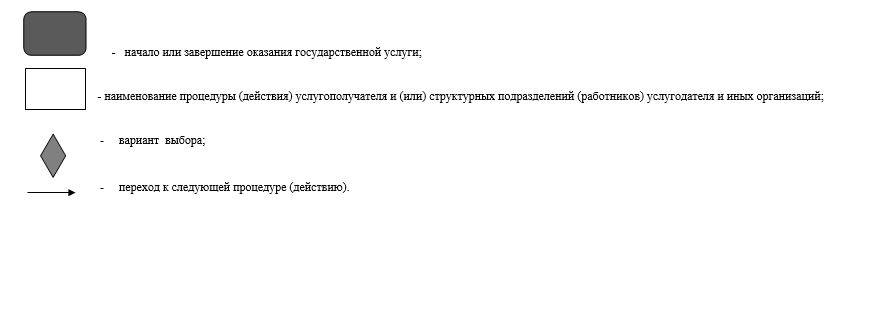 - начало или завершение оказания государственной услуги;
- наименование процедуры (действия) услугополучателя и (или) структурных подразделений (работников) услугодателя и иных организаций;
- вариант выбора;
- переход к следующей процедуре (действию).